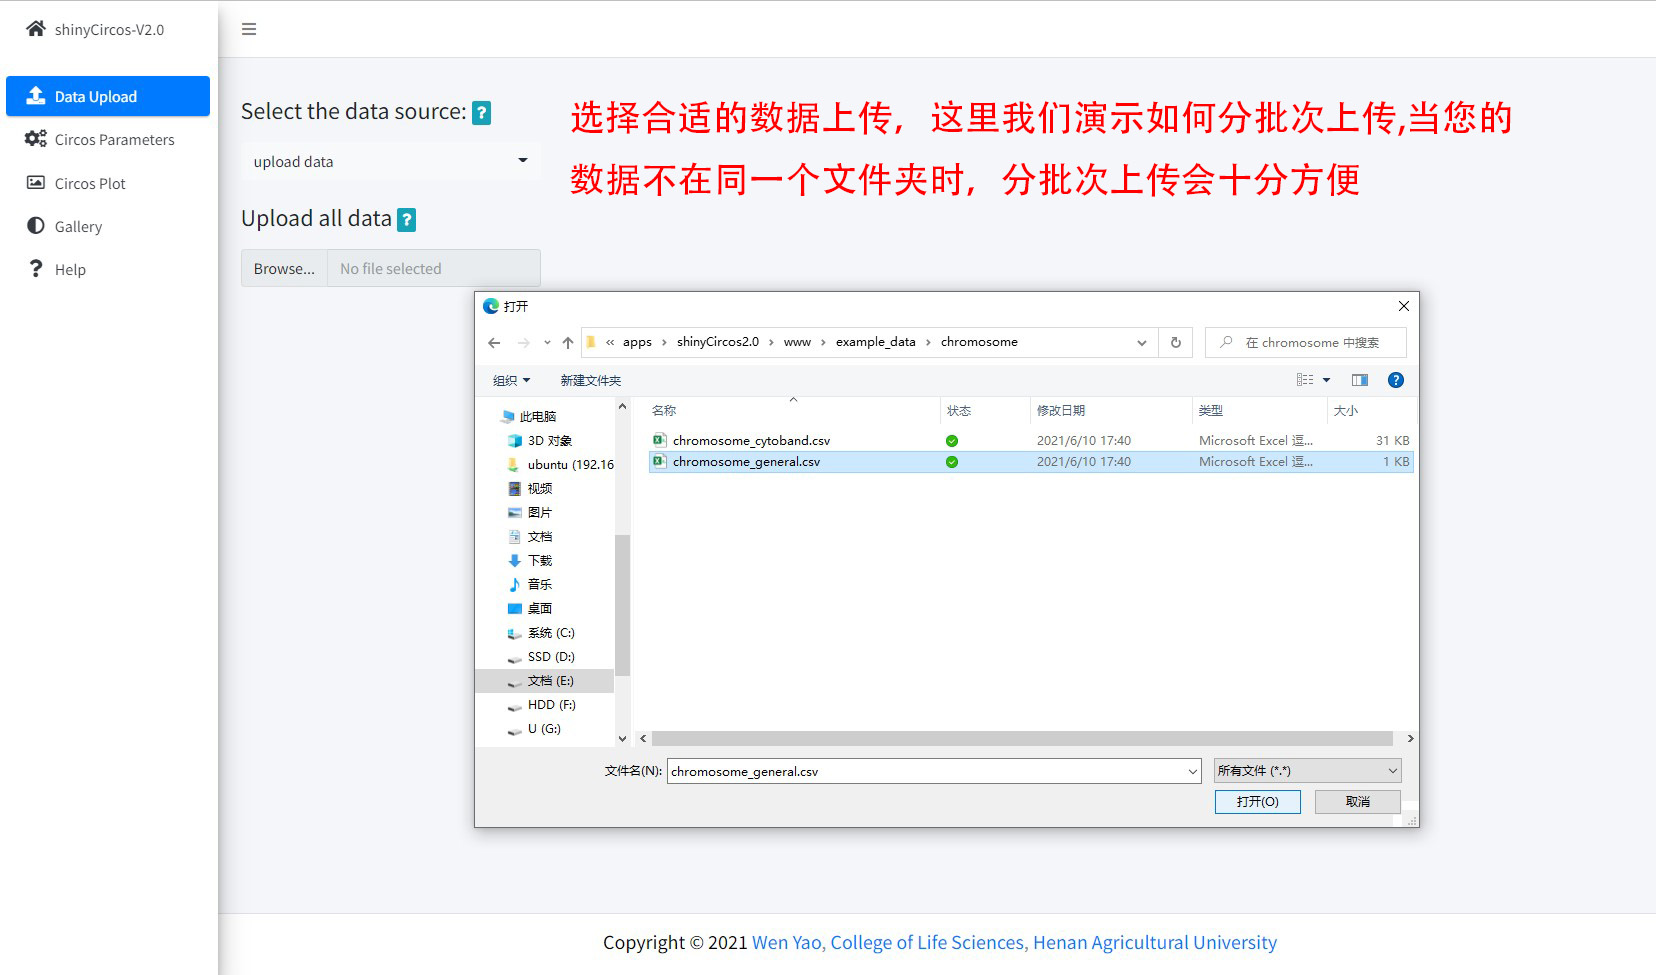 shinyCircos-V2.0
Data Upload
Circos Parameters
Circos Plot
Gallery
Help
Select the data source: ?
upload data
Upload all data ?
Browse... No file selected
选择合适的数据上传，这里我们演示如何分批次上传,当您的
数据不在同一个文件夹时，分批次上传会十分方便
打开
« apps › shinyCircos2.0 › www › example_data › chromosome
在 chromosome 中搜索
组织 新建文件夹
?
此电脑
3D 对象
ubuntu (192.16
视频
图片
文档
下载
音乐
桌面
系统 (C:)
SSD (D:)
文档 (E:)
HDD (F:)
U (G:)
名称 状态 修改日期 类型 大小
chromosome_cytoband.csv 2021/6/10 17:40 Microsoft Excel 逗... 31 KB
chromosome_general.csv 2021/6/10 17:40 Microsoft Excel 逗... 1 KB
文件名(N): chromosome_general.csv 所有文件 (*.*)
打开(O) 取消
Copyright © 2021 Wen Yao, College of Life Sciences, Henan Agricultural University